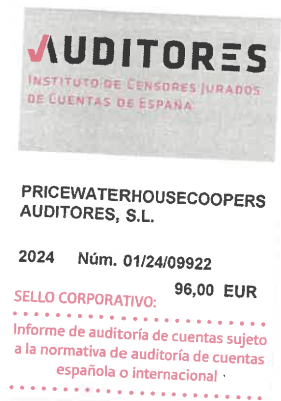 AUDITORES
INSTITUTO DE CENSORES JURADOS
DE CUENTAS DE ESPAÑA
PRICEWATERHOUSECOOPERS
AUDITORES, S.L.
2024 Núm. 01/24/09922
96,00 EUR
SELLO CORPORATIVO:
Informe de auditoría de cuentas sujeto
a la normativa de auditoría de cuentas
española o internacional